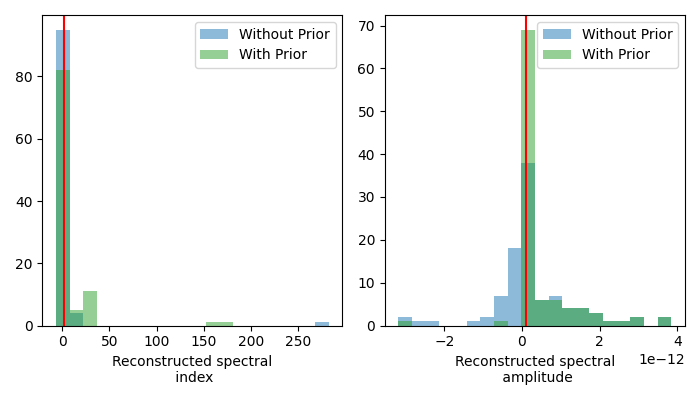 Without Prior
With Prior
80
60
40
20
0
0
50
100
150
200
250
Reconstructed spectral
index
Without Prior
With Prior
70
60
50
40
30
20
10
0
−2
0
2
4
1e−12
Reconstructed spectral
amplitude